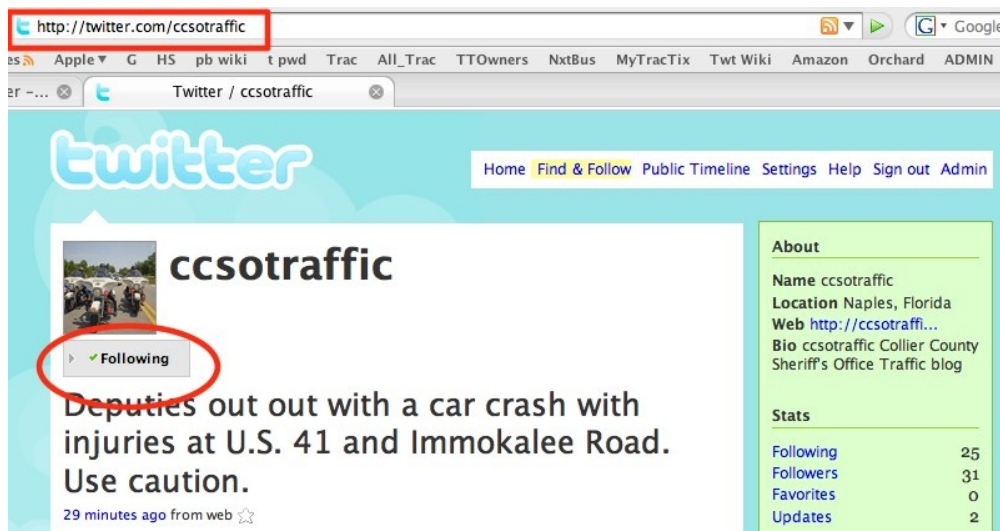 http://twitter.com/ccsotraffic
G Google
es Apple G HS pb wiki t pwd Trac All_Trac TTOwners NxtBus MyTracTix Twt Wiki Amazon Orchard ADMIN
er -... Twitter / ccsotraffic
twitter
Home Find & Follow Public Timeline Settings Help Sign out Admin
ccsotraffic
Following
Deputies out out with a car crash with
injuries at U.S. 41 and Immokalee Road.
Use caution.
29 minutes ago from web
About
Name ccsotraffic
Location Naples, Florida
Web http://ccsotraffi...
Bio ccsotraffic Collier County
Sheriff's Office Traffic blog
Stats
Following 25
Followers 31
Favorites 0
Updates 2